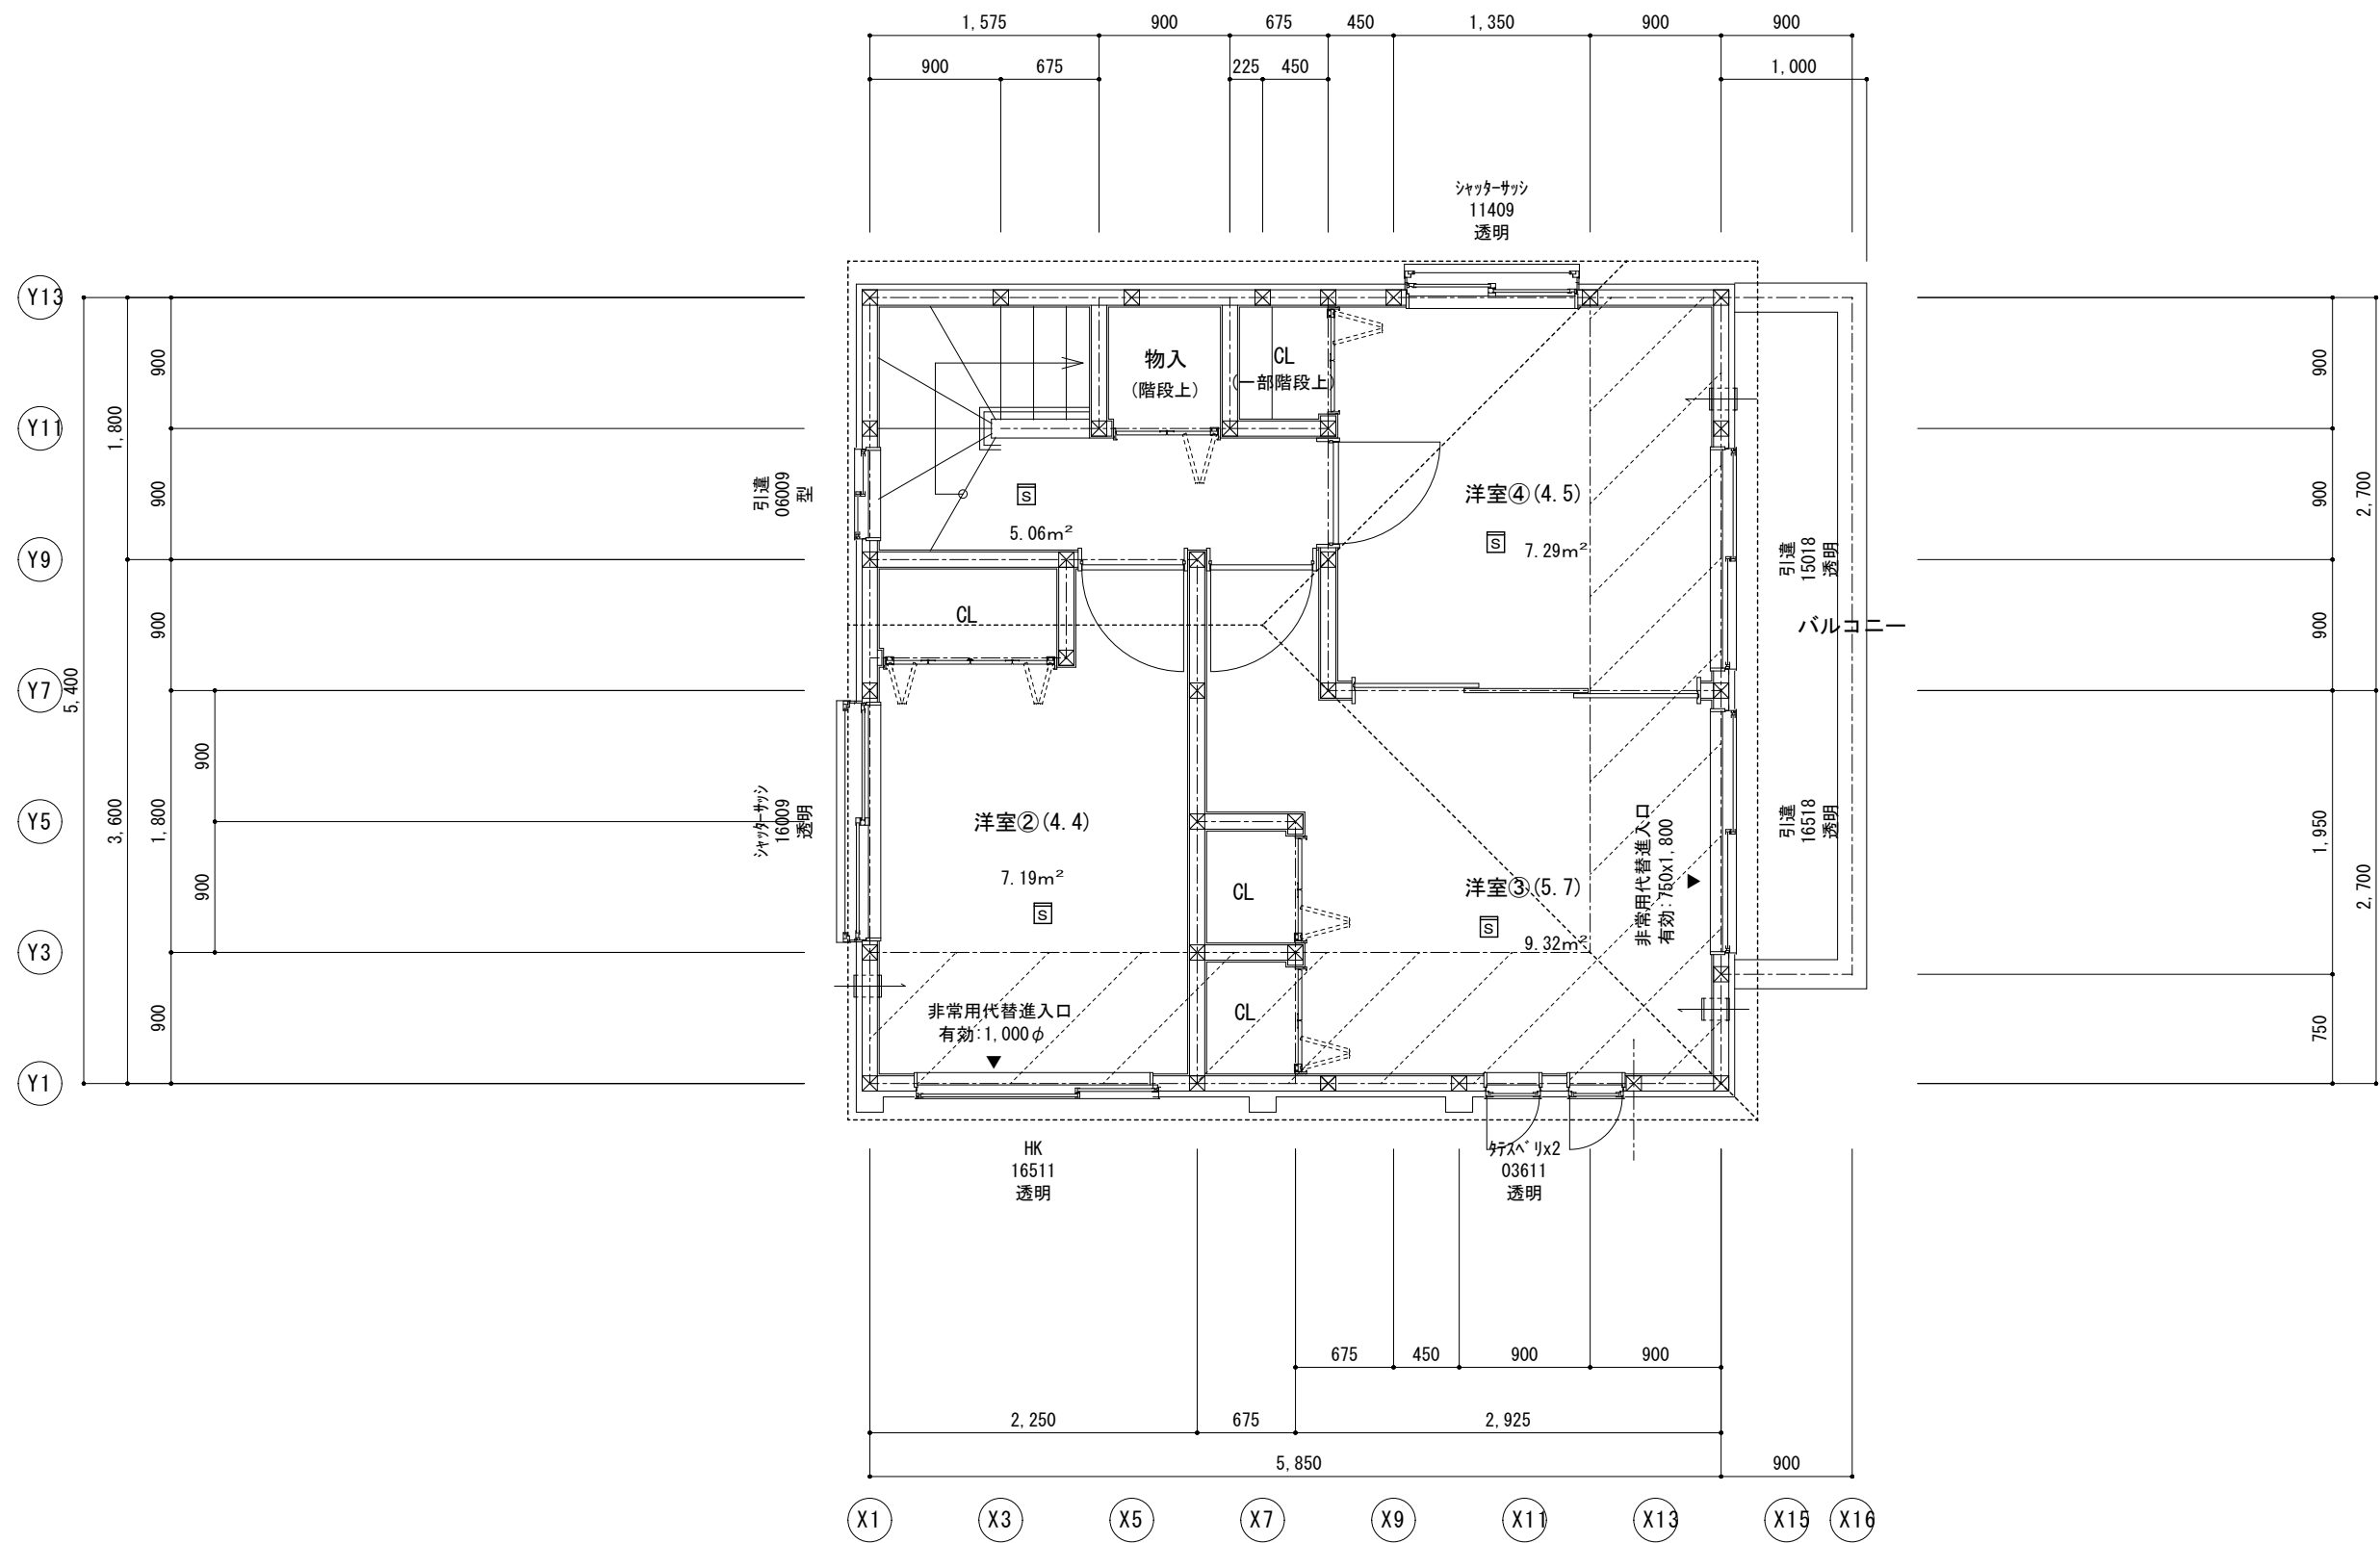 1,575
900
675
450
1,350
900
900
900
675
225
450
1,000
ｼｬｯﾀｰｻｯｼ
11409
透明
Y13
Y11
Y9
Y7
Y5
Y3
Y1
5,400
1,800
3,600
900
900
900
1,800
900
900
900
引違
06009
型
ｼｬｯﾀｰｻｯｼ
16009
透明
物入
(階段上)
CL
(一部階段上)
S
5.06m²
洋室④(4.5)
S
7.29m²
CL
洋室②(4.4)
7.19m²
S
CL
洋室③(5.7)
S
9.32m²
CL
非常用代替進入口
有効:750x1,800
非常用代替進入口
有効:1,000φ
引違
15018
透明
バルコニー
引違
16518
透明
900
900
900
1,950
750
2,700
2,700
HK
16511
透明
ﾀﾃｽﾍﾞﾘx2
03611
透明
675
450
900
900
2,250
675
2,925
5,850
900
X1
X3
X5
X7
X9
X11
X13
X15
X16